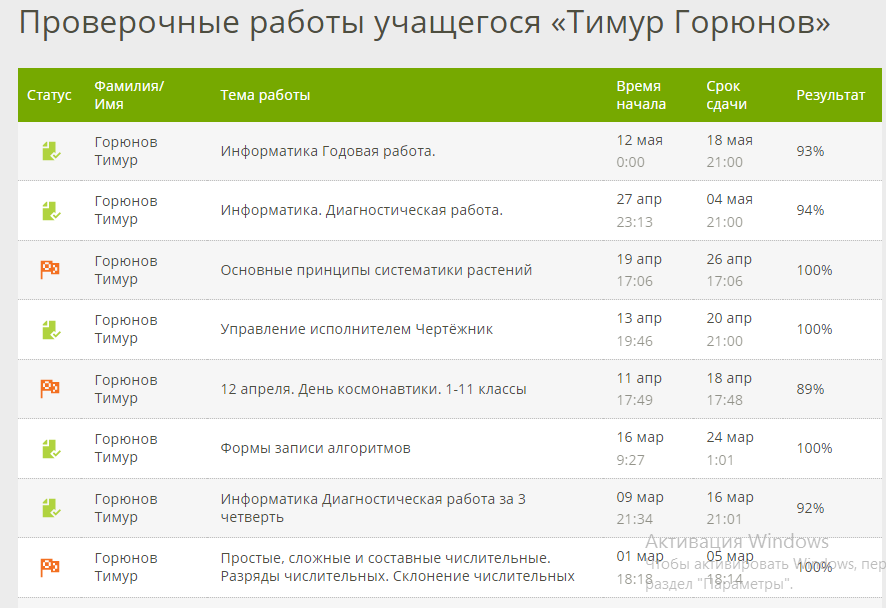 Проверочные работы учащегося «Тимур Горюнов»
Статус Фамилия/ Имя Тема работы Время начала Срок сдачи Результат
Горюнов Тимур Информатика Годовая работа. 12 мая 0:00 18 мая 21:00 93%
Горюнов Тимур Информатика. Диагностическая работа. 27 апр 23:13 04 мая 21:00 94%
Горюнов Тимур Основные принципы систематики растений 19 апр 17:06 26 апр 17:06 100%
Горюнов Тимур Управление исполнителем Чертёжник 13 апр 19:46 20 апр 21:00 100%
Горюнов Тимур 12 апреля. День космонавтики. 1-11 классы 11 апр 17:49 18 апр 17:48 89%
Горюнов Тимур Формы записи алгоритмов 16 мар 9:27 24 мар 1:01 100%
Горюнов Тимур Информатика Диагностическая работа за 3 четверть 09 мар 21:34 16 мар 21:01 92%
Горюнов Тимур Простые, сложные и составные числительные. Разряды числительных. Склонение числительных 01 мар 18:18 05 мар 18:14 100%
Активация Windows
Чтобы активировать Windows, пер
раздел "Параметры".